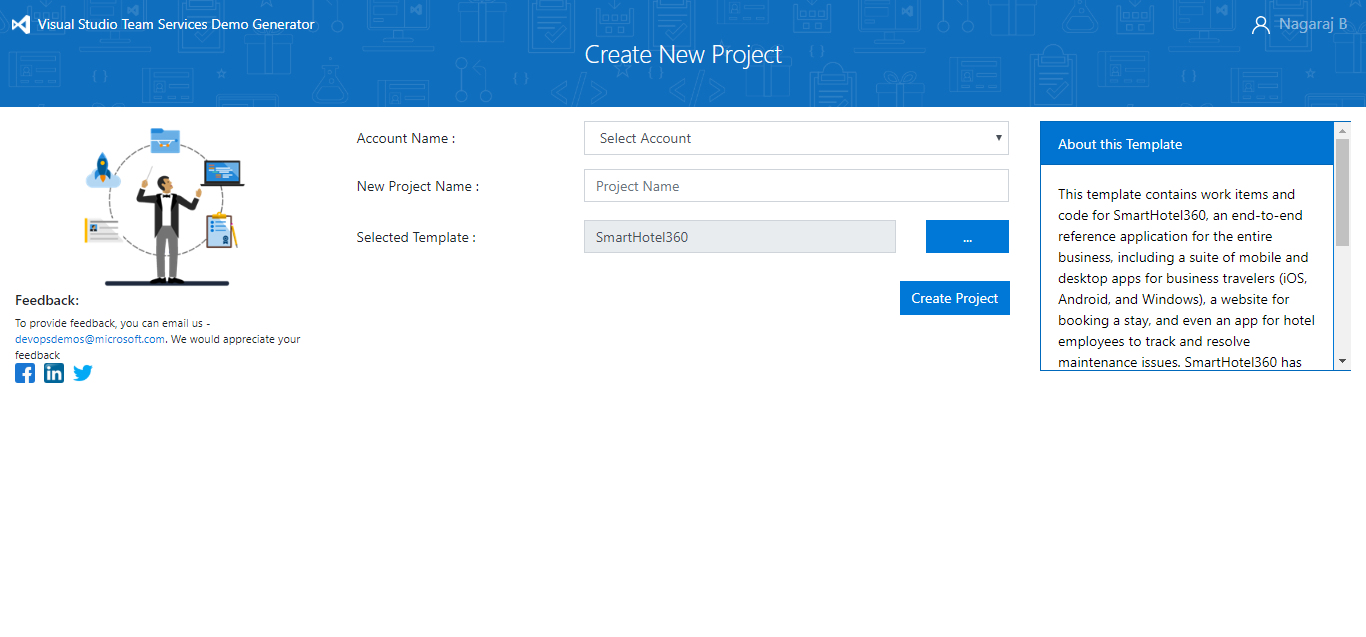 Visual Studio Team Services Demo Generator
Nagaraj B
Create New Project
Account Name :
Select Account
New Project Name :
Project Name
Selected Template :
SmartHotel360
...
Create Project
Feedback:
To provide feedback, you can email us -
devopsdemos@microsoft.com. We would appreciate your
feedback
About this Template
This template contains work items and
code for SmartHotel360, an end-to-end
reference application for the entire
business, including a suite of mobile and
desktop apps for business travelers (iOS,
Android, and Windows), a website for
booking a stay, and even an app for hotel
employees to track and resolve
maintenance issues. SmartHotel360 has